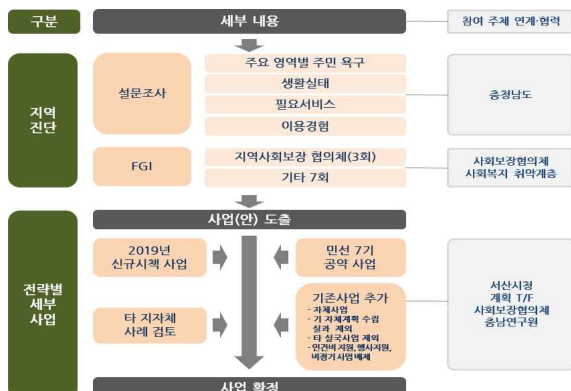 구분
세부 내용
참여 주체 연계·협력
지역
진단
설문조사
주요 영역별 주민 욕구
생활실태
필요서비스
이용경험
충청남도
FGI
지역사회보장 협의체(3회)
기타 7회
사회보장협의체
사회복지 취약계층
사업(안) 도출
전략별
세부
사업
2019년
신규시책 사업
민선 7기
공약 사업
타 지자체
사례 검토
기존사업 추가
- 자체사업
- 기 자체계획 수립
실과 제외
- 타 실국사업 제외
- 인건비지원, 행사지원,
비정기사업배제
서산시청
계획 T/F
사회보장협의체
충남연구원
사업 확정